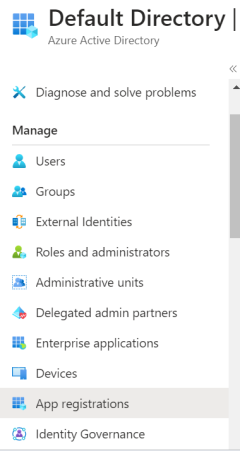 Default Directory |
Azure Active Directory
«
Diagnose and solve problems
Manage
Users
Groups
External Identities
Roles and administrators
Administrative units
Delegated admin partners
Enterprise applications
Devices
App registrations
Identity Governance